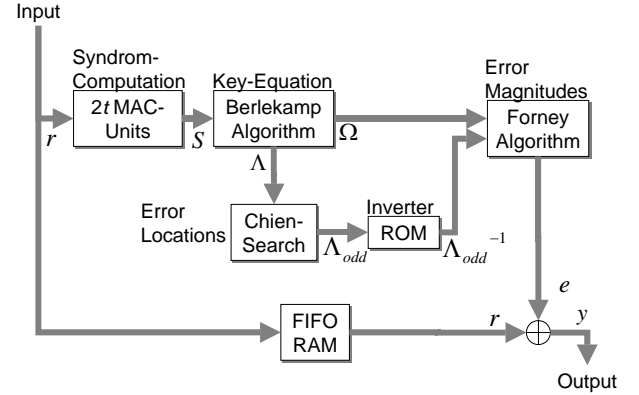 Input
Syndrom-
Computation
2t MAC-
Units
r
S
Key-Equation
Berlekamp
Algorithm
Ω
Λ
Error
Magnitudes
Forney
Algorithm
Error
Locations
Chien-
Search
Λodd
Inverter
ROM
Λodd⁻¹
e
FIFO
RAM
r
y
Output